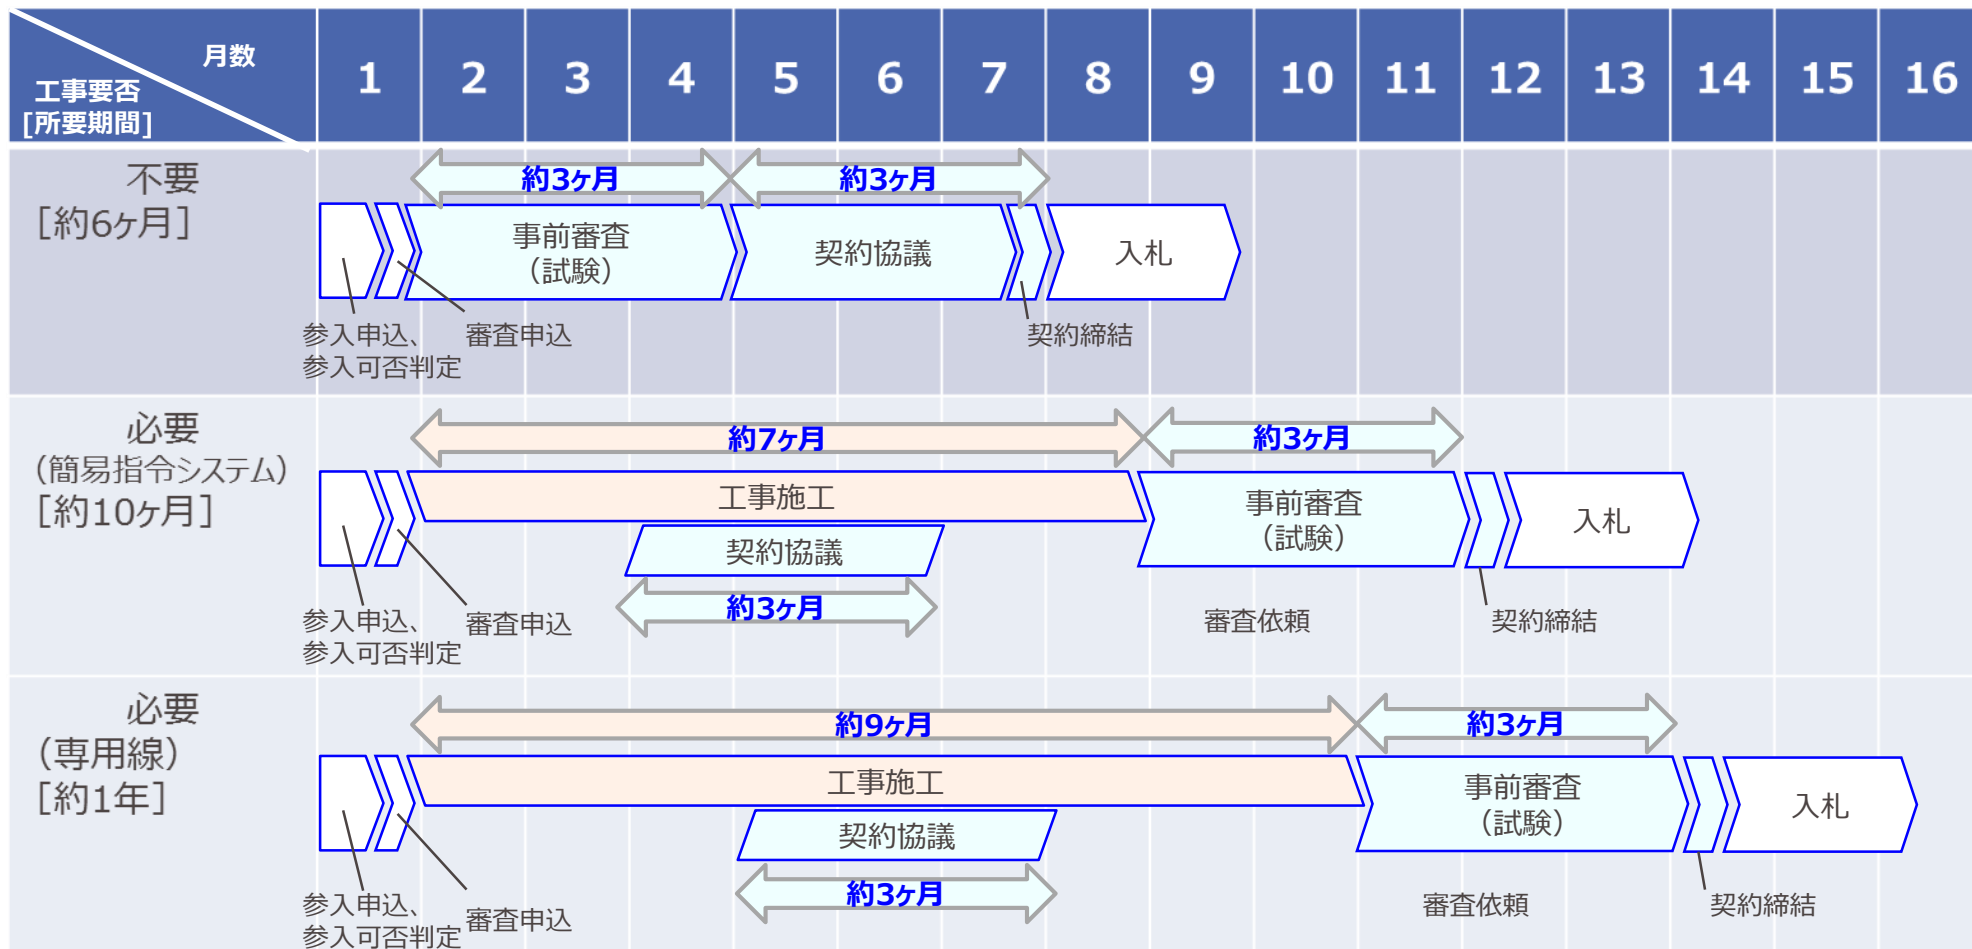 月数
工事要否
[所要期間]
1 2 3 4 5 6 7 8 9 10 11 12 13 14 15 16
不要
[約6ヶ月]
約3ヶ月 約3ヶ月
事前審査
（試験）
契約協議
入札
参入申込、
参入可否判定
審査申込
契約締結
必要
（簡易指令システム）
[約10ヶ月]
約7ヶ月 約3ヶ月
工事施工
契約協議
約3ヶ月
事前審査
（試験）
入札
参入申込、
参入可否判定
審査申込
審査依頼
契約締結
必要
（専用線）
[約1年]
約9ヶ月 約3ヶ月
工事施工
契約協議
約3ヶ月
事前審査
（試験）
入札
参入申込、
参入可否判定
審査申込
審査依頼
契約締結